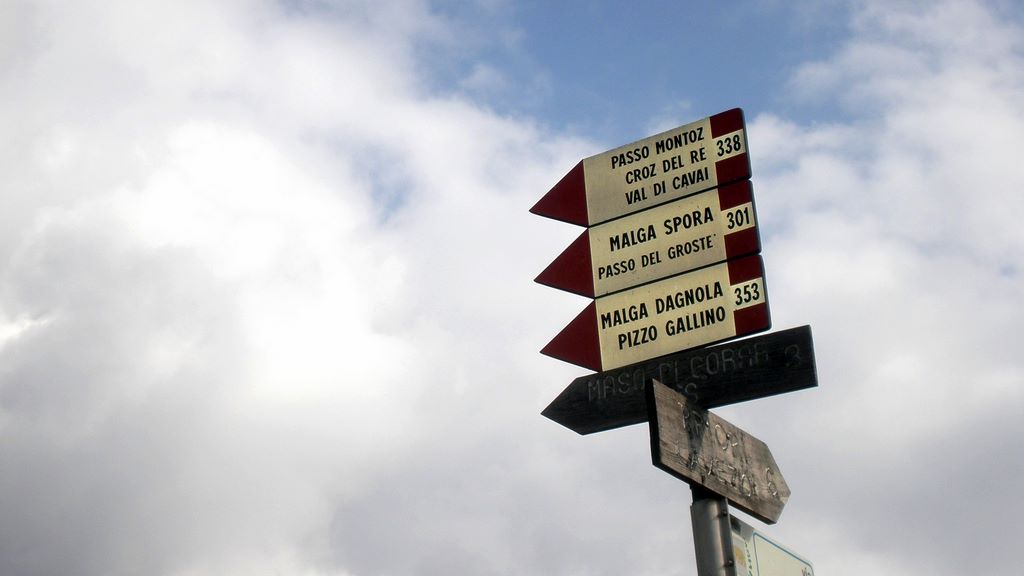 PASSO MONTOZ
CROZ DEL RE
VAL DI CAVAI
338
MALGA SPORA
PASSO DEL GROSTE'
301
MALGA DAGNOLA
PIZZO GALLINO
353
MASO